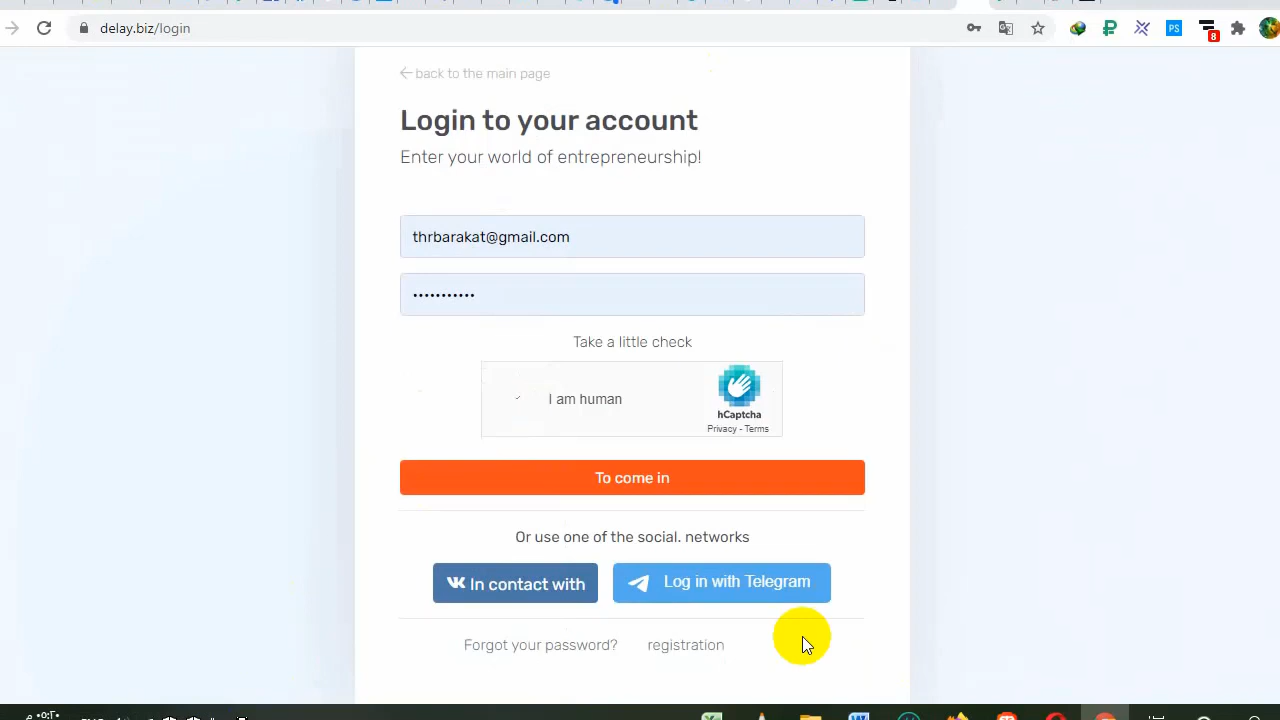 delay.biz/login
PS
8
back to the main page
Login to your account
Enter your world of entrepreneurship!
thrbarakat@gmail.com
•••••••••••
Take a little check
I am human
hCaptcha
Privacy - Terms
To come in
Or use one of the social. networks
In contact with
Log in with Telegram
Forgot your password?
registration